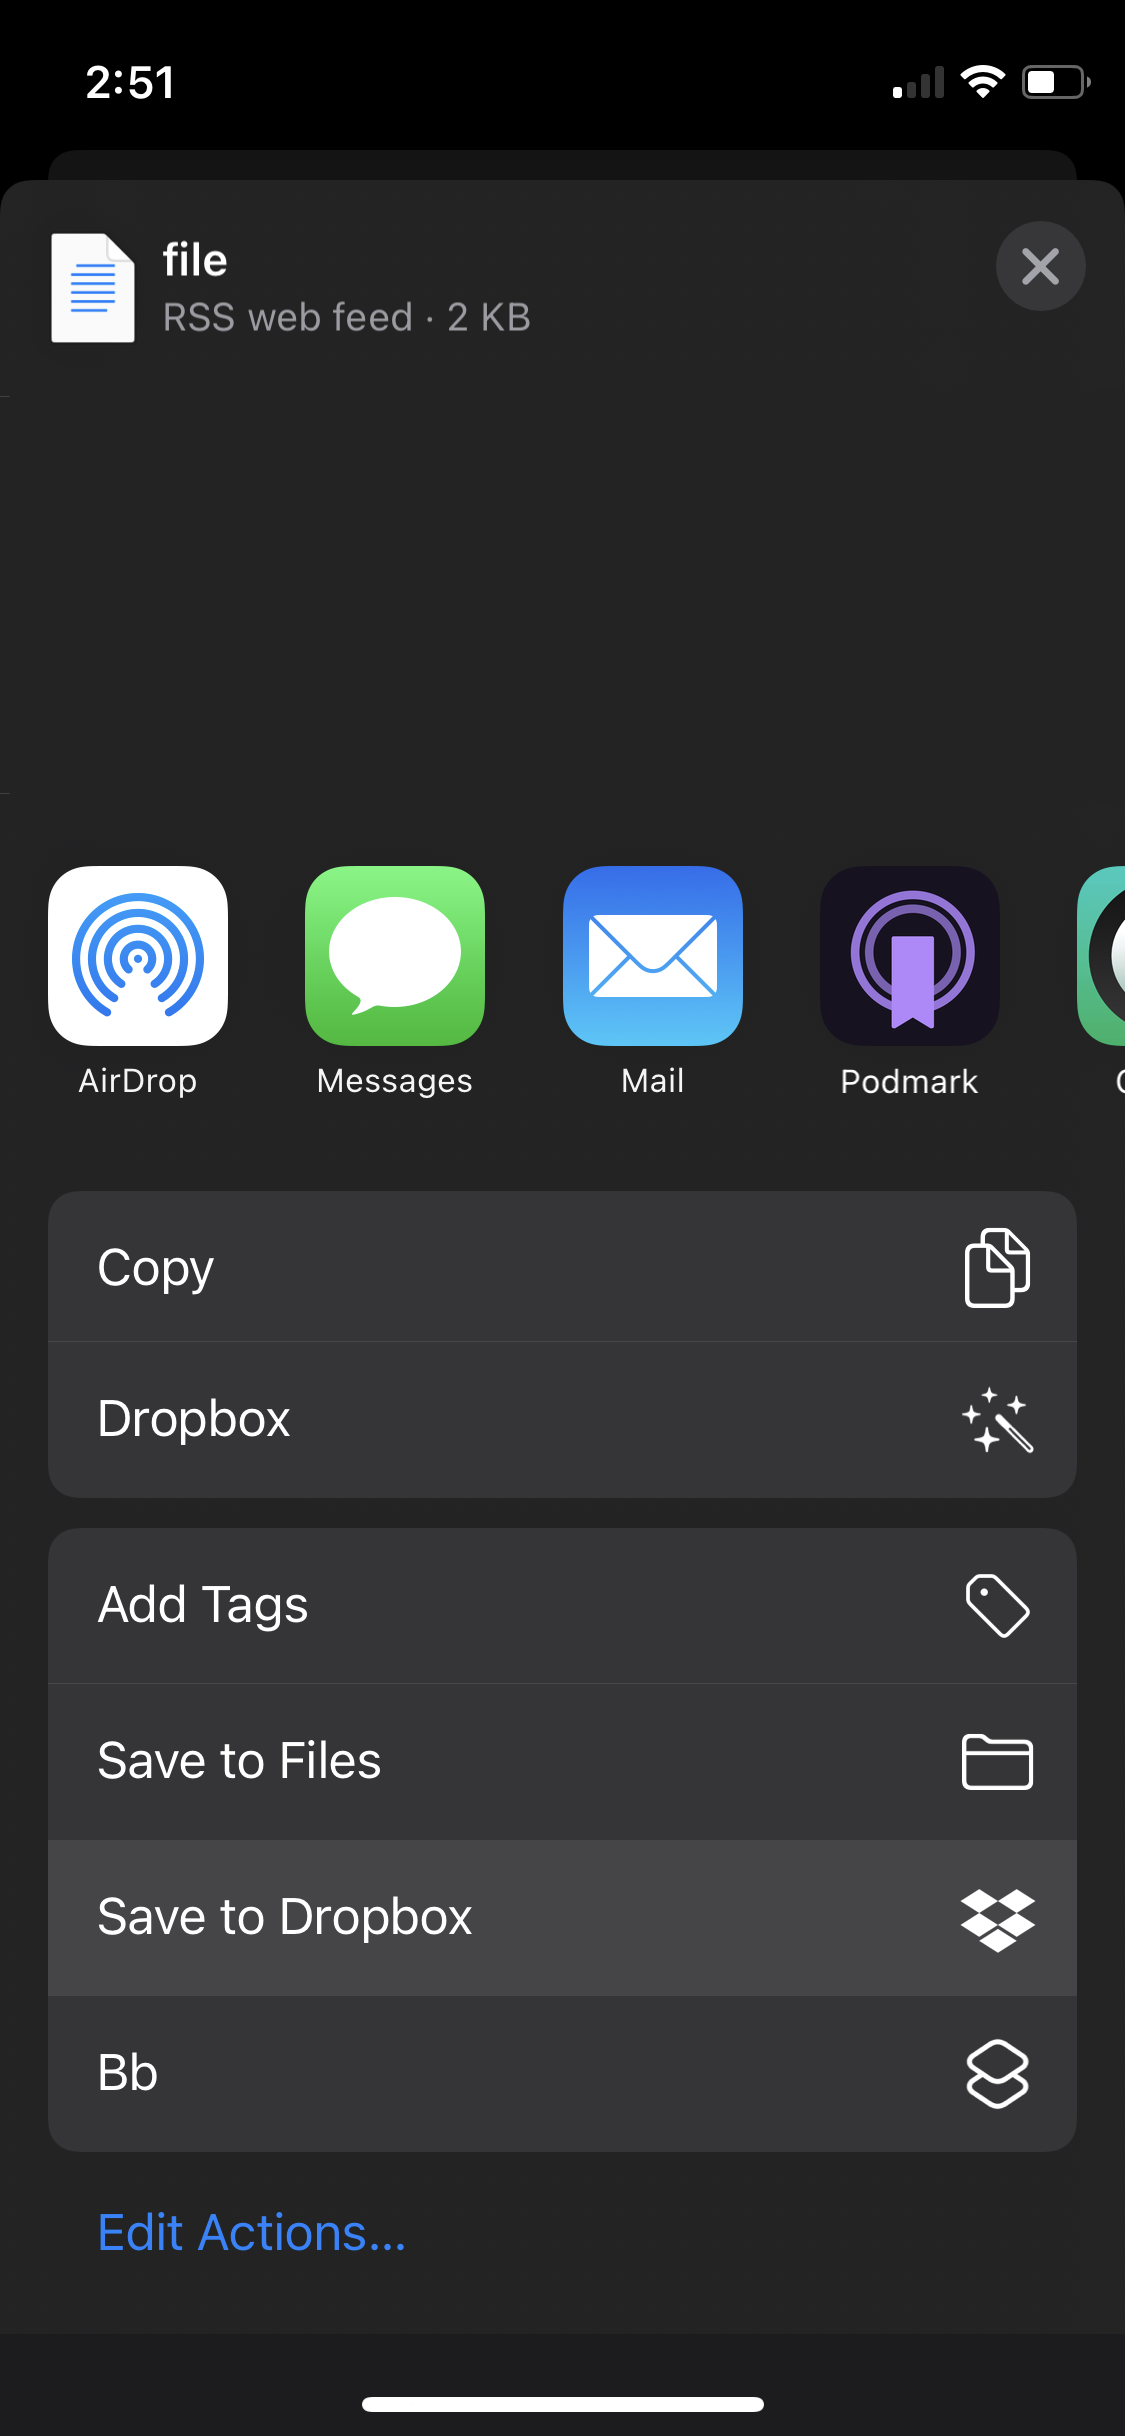 2:51
file
RSS web feed · 2 KB
AirDrop
Messages
Mail
Podmark
Copy
Dropbox
Add Tags
Save to Files
Save to Dropbox
Bb
Edit Actions...